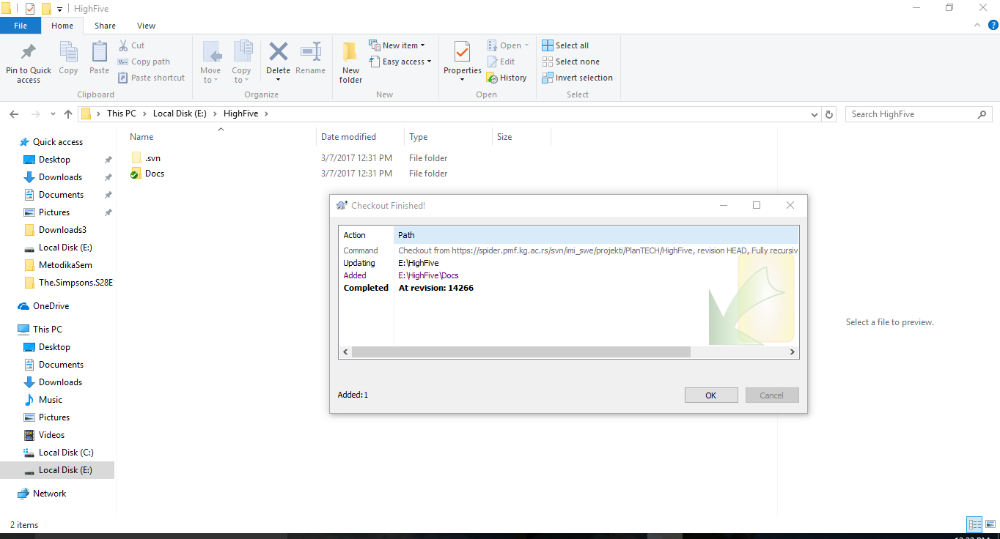 HighFive
File Home Share View
Pin to Quick access
Copy
Paste
Cut
Copy path
Paste shortcut
Clipboard
Move to
Copy to
Delete
Rename
Organize
New folder
New item
Easy access
New
Properties
Open
Edit
History
Open
Select all
Select none
Invert selection
Select
This PC > Local Disk (E:) > HighFive >
Search HighFive
Quick access
Desktop
Downloads
Documents
Pictures
Downloads3
Local Disk (E:)
MetodikaSem
The.Simpsons.S28E
OneDrive
This PC
Desktop
Documents
Downloads
Music
Pictures
Videos
Local Disk (C:)
Local Disk (E:)
Network
Name Date modified Type Size
.svn 3/7/2017 12:31 PM File folder
Docs 3/7/2017 12:31 PM File folder
Checkout Finished!
Action Path
Command Checkout from https://spider.pmf.kg.ac.rs/svn/imi_swe/projekti/PlanTECH/HighFive, revision HEAD, Fully recursiv
Updating E:\HighFive
Added E:\HighFive\Docs
Completed At revision: 14266
Added:1
OK Cancel
Select a file to preview.
2 items